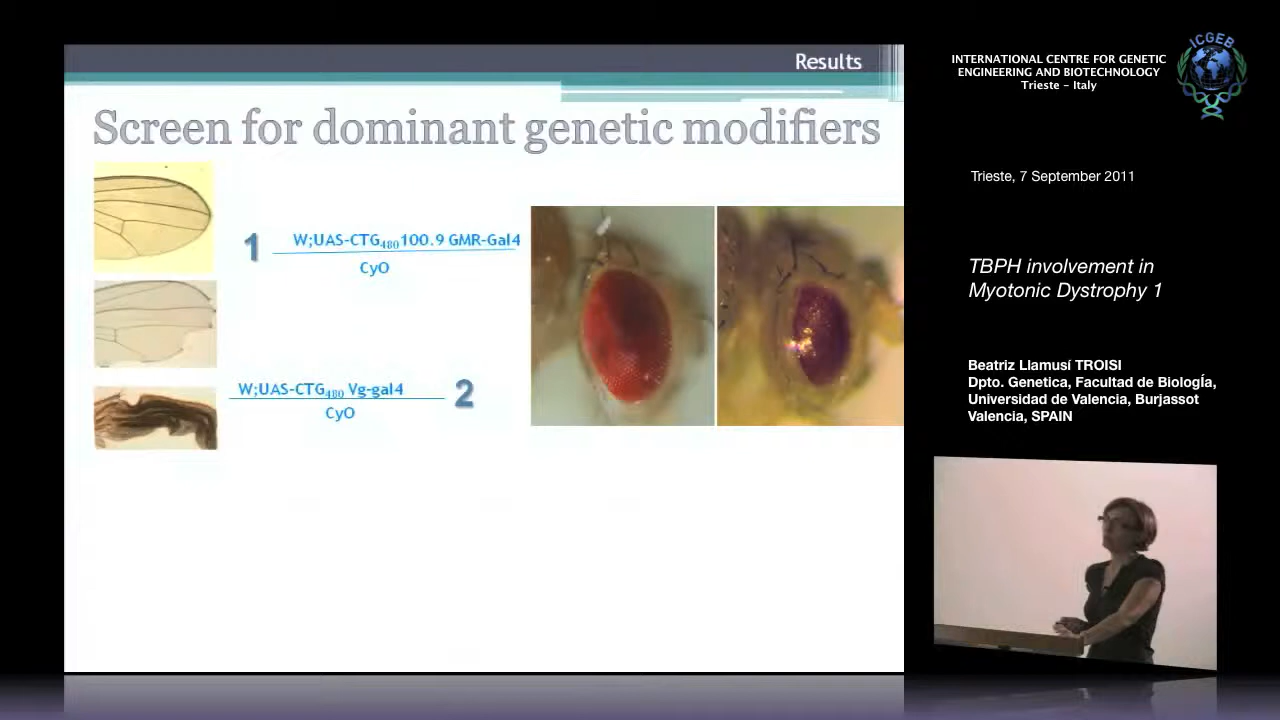 Results
Screen for dominant genetic modifiers
1
W;UAS-CTG480100.9 GMR-Gal4
CyO
W;UAS-CTG480 Vg-gal4
CyO
2
INTERNATIONAL CENTRE FOR GENETIC
ENGINEERING AND BIOTECHNOLOGY
Trieste – Italy
ICGEB
Trieste, 7 September 2011
TBPH involvement in
Myotonic Dystrophy 1
Beatriz Llamusí TROISI
Dpto. Genetica, Facultad de BiologÍa,
Universidad de Valencia, Burjassot
Valencia, SPAIN